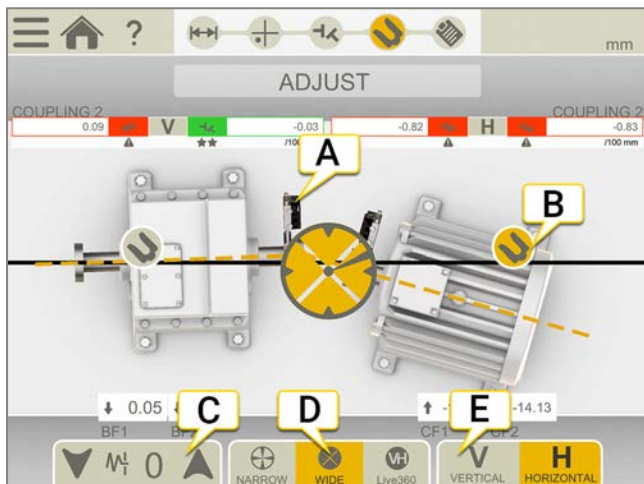 ?
mm
ADJUST
COUPLING 2
COUPLING 2
0.09 V -0.03 -0.82 H -0.83
/100 mm
A
B
0.05
C
D
E
-14.13
BF1
CF1
0
NARROW
WIDE
VH
Live360
V
VERTICAL
H
HORIZONTAL